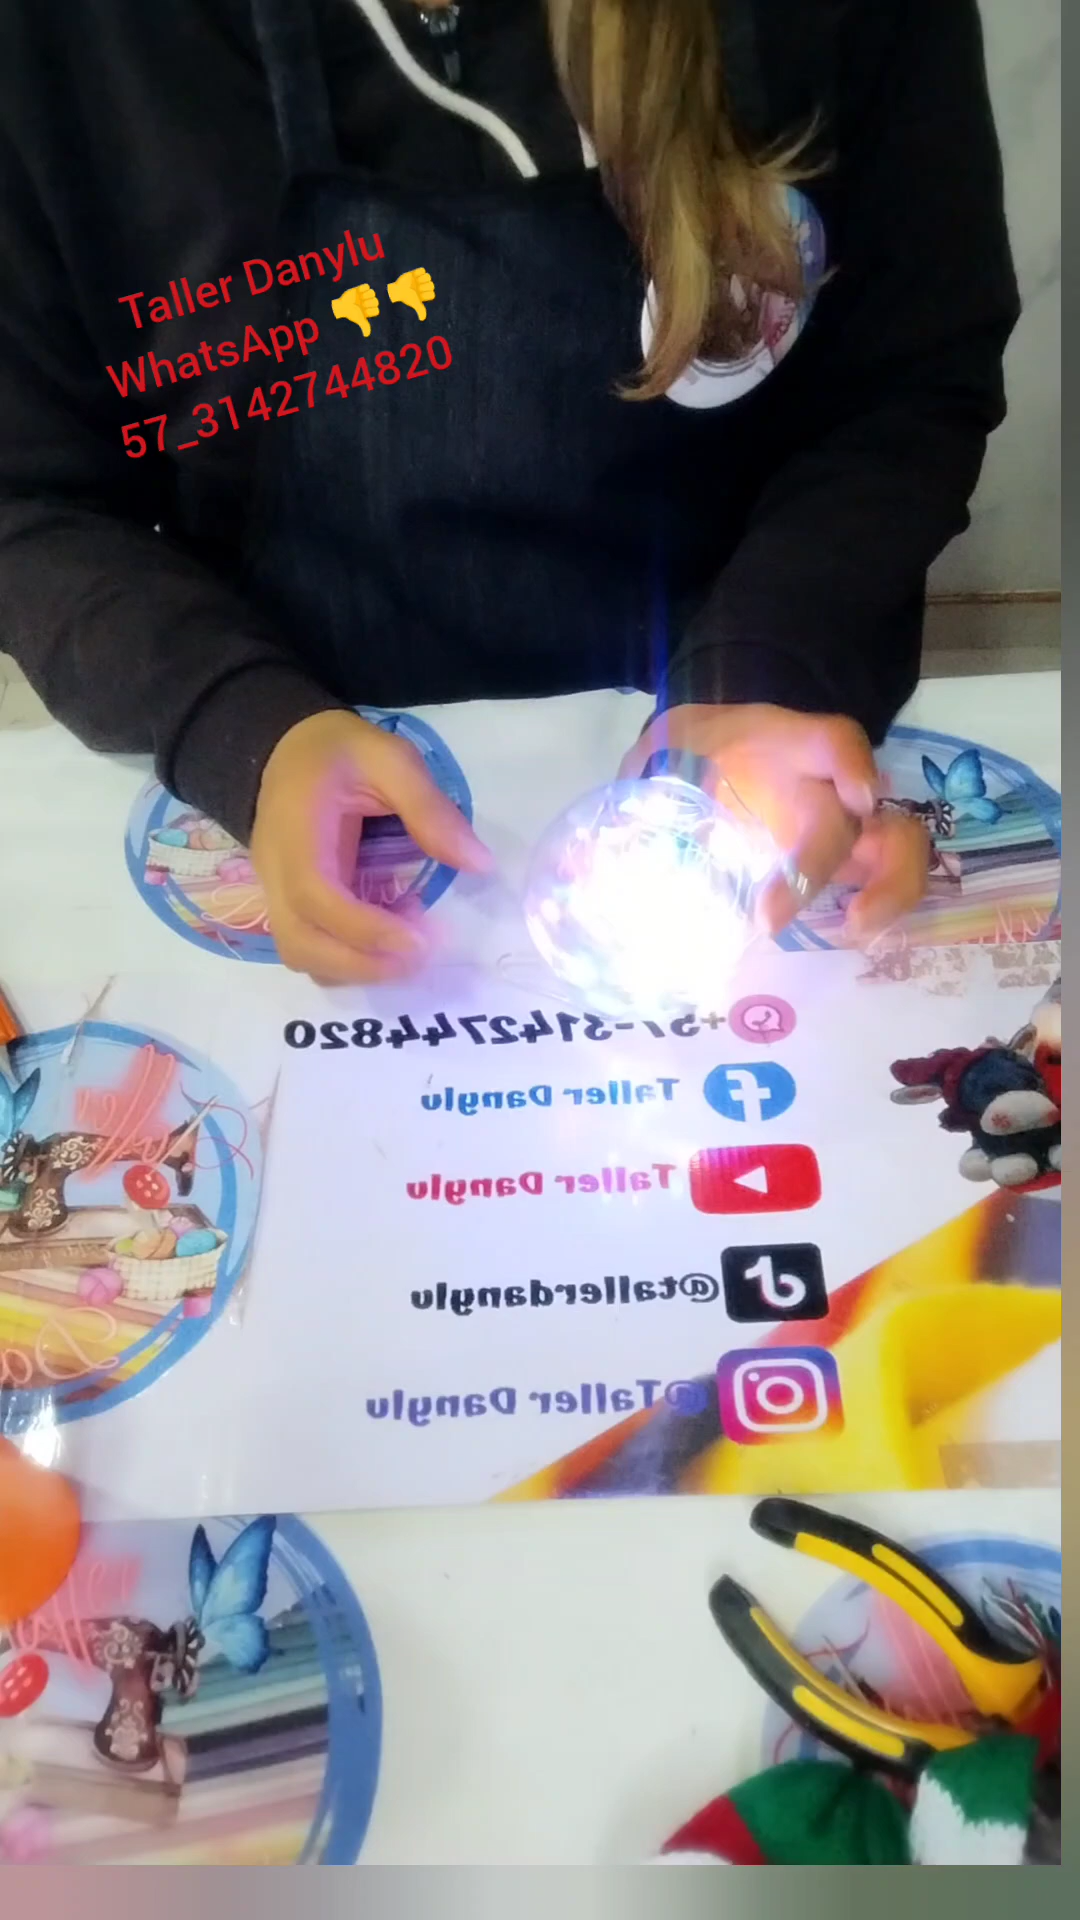 Taller Danylu
WhatsApp 👎👎
57_3142744820
+57-3142744820
Taller Danylu
Taller Danylu
@tallerdanylu
@Taller Danylu